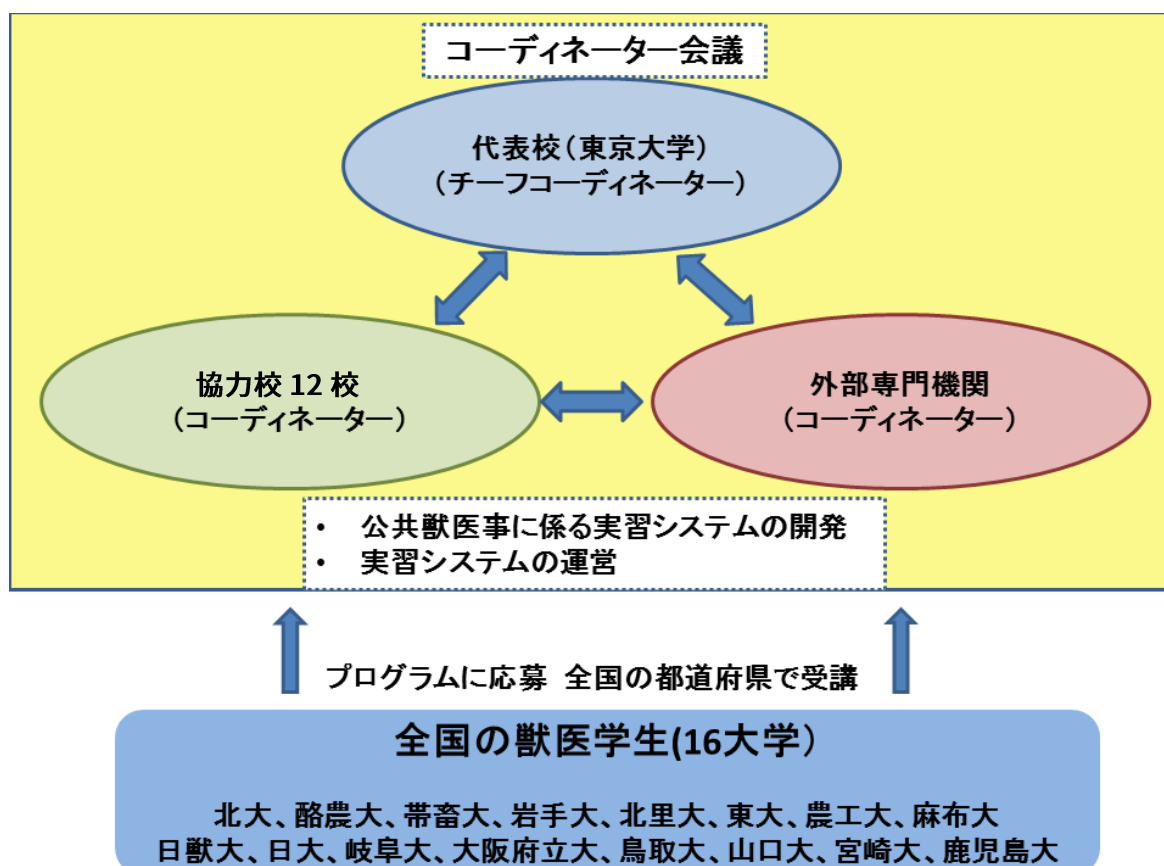 コーディネーター会議
代表校（東京大学）
（チーフコーディネーター）
協力校 12 校
（コーディネーター）
外部専門機関
（コーディネーター）
• 公共獣医事に係る実習システムの開発
• 実習システムの運営
プログラムに応募 全国の都道府県で受講
全国の獣医学生(16大学）
北大、酪農大、帯畜大、岩手大、北里大、東大、農工大、麻布大
日獣大、日大、岐阜大、大阪府立大、鳥取大、山口大、宮崎大、鹿児島大